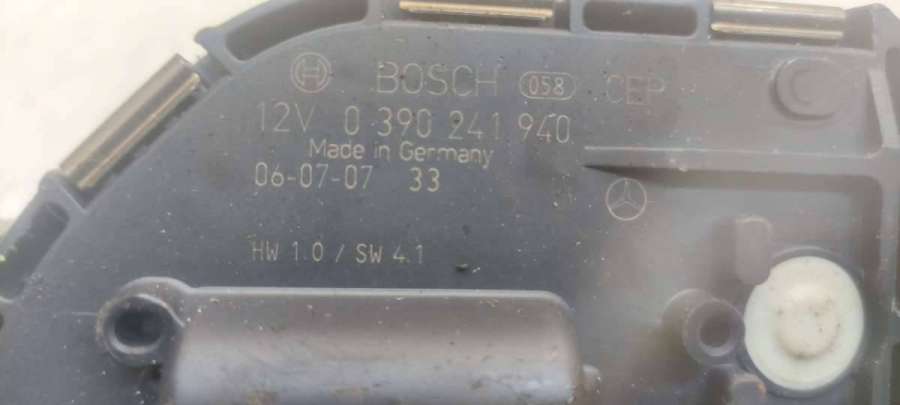 BOSCH 058 CEP
12V 0 390 241 940
Made in Germany
06-07-07 33
HW 1.0 / SW 4.1